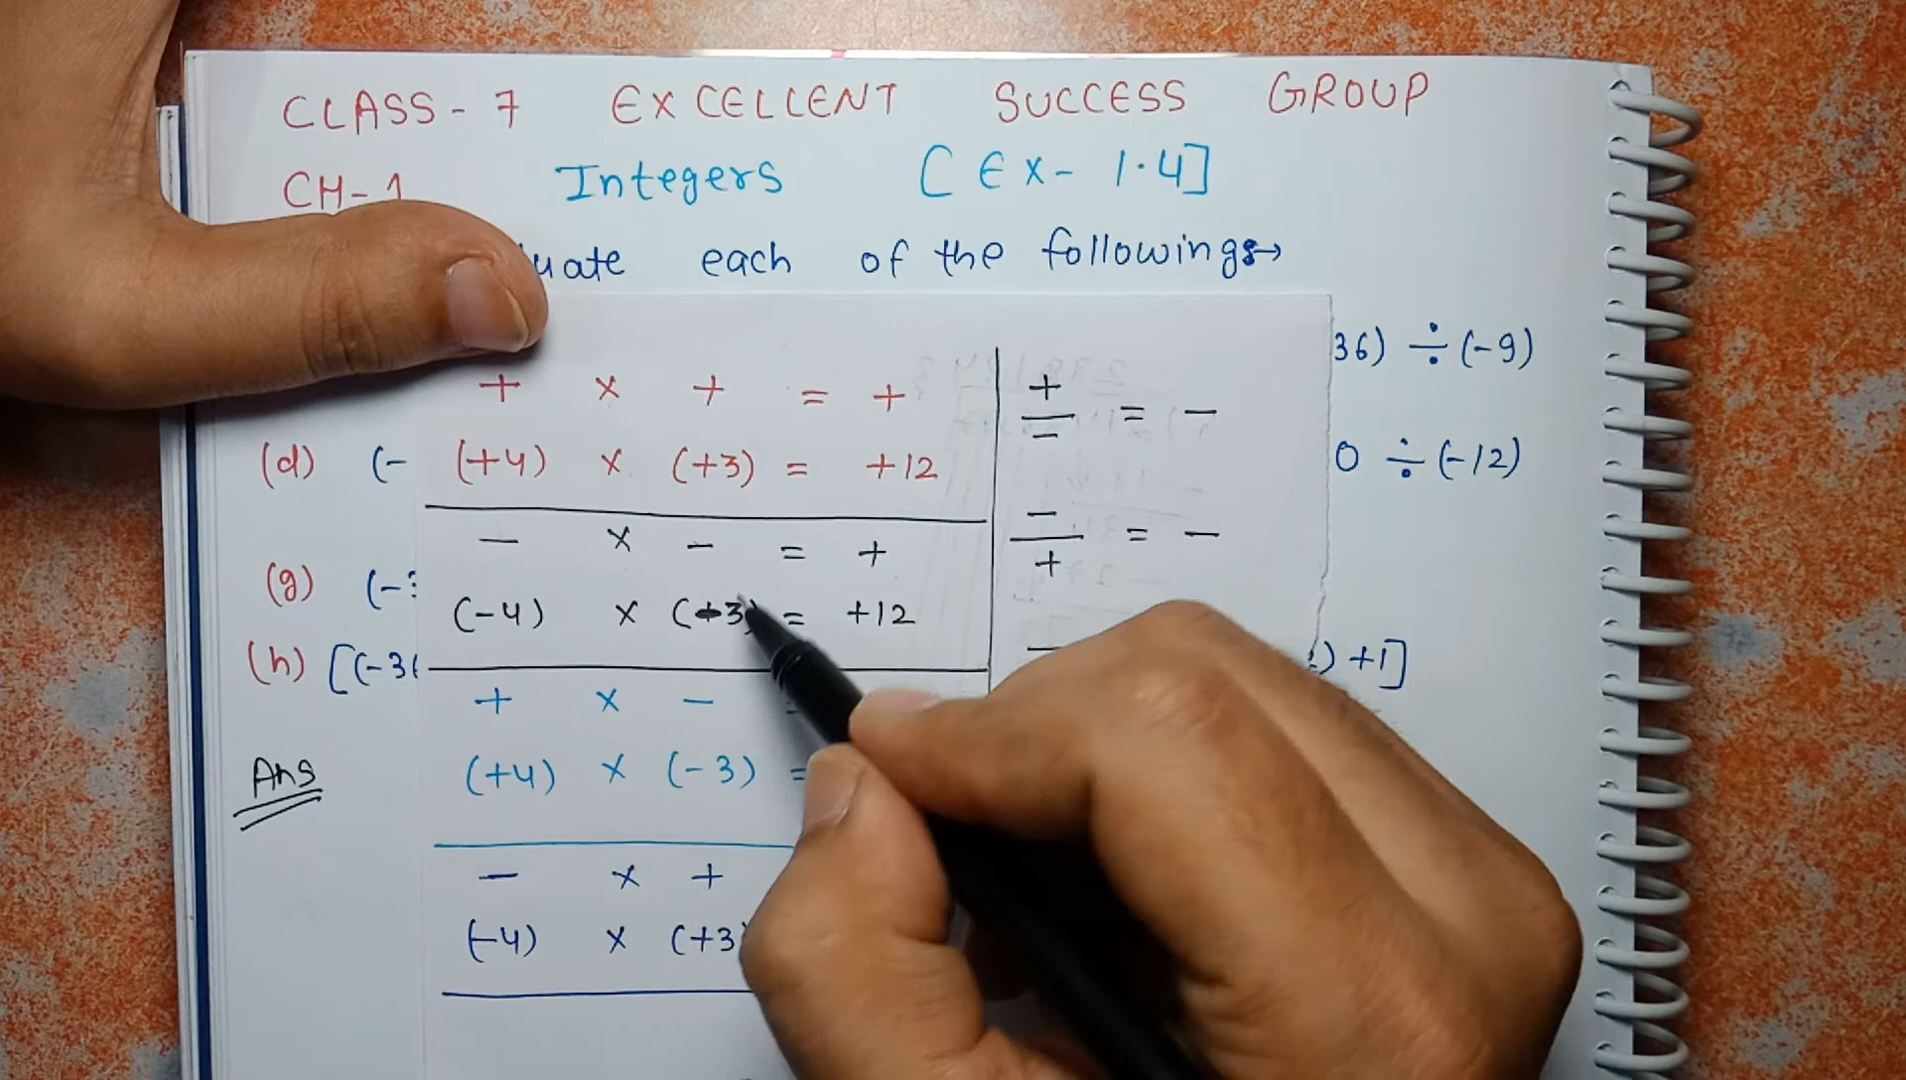 CLASS - 7 EXCELLENT SUCCESS GROUP
CH-1 Integers [EX- 1.4]
uate each of the followings→
36) ÷ (-9)
+ × + = +
(d) (- (+4) × (+3) = +12
0 ÷ (-12)
- × - = +
(g) (-3 (-4) × (-3) = +12
(h) [(-36
) +1]
+ × - =
(+4) × (-3) =
- × +
(-4) × (+3)
+/- = -
-/+ = -
Ans